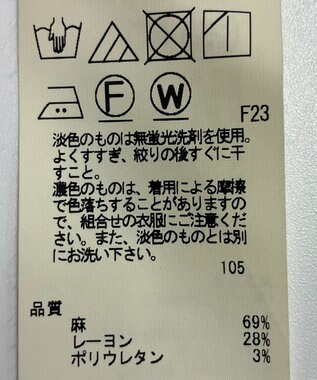 F W F23
淡色のものは無蛍光洗剤を使用。
よくすすぎ、絞りの後すぐに干
すこと。
濃色のものは、着用による摩擦
で色落ちすることがありますの
で、組合せの衣服にご注意くだ
さい。また、淡色のものとは別
にお洗い下さい。
105
品質
麻 69%
レーヨン 28%
ポリウレタン 3%